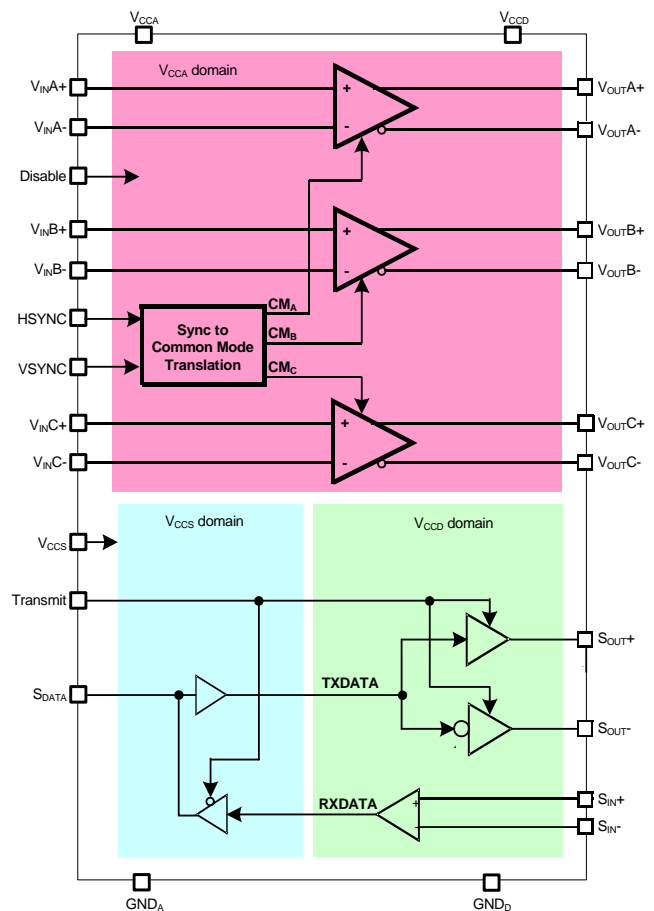 VCCA VCCD
VCCA domain
VINA+ + VOUTA+
VINA- - VOUTA-
Disable
VINB+ + VOUTB+
VINB- - VOUTB-
HSYNC
VSYNC
Sync to
Common Mode
Translation
CMA
CMB
CMC
VINC+ + VOUTC+
VINC- - VOUTC-
VCCS domain VCCD domain
VCCS
Transmit
SOUT+
SDATA TXDATA
SOUT-
RXDATA + SIN+
- SIN-
GNDA GNDD